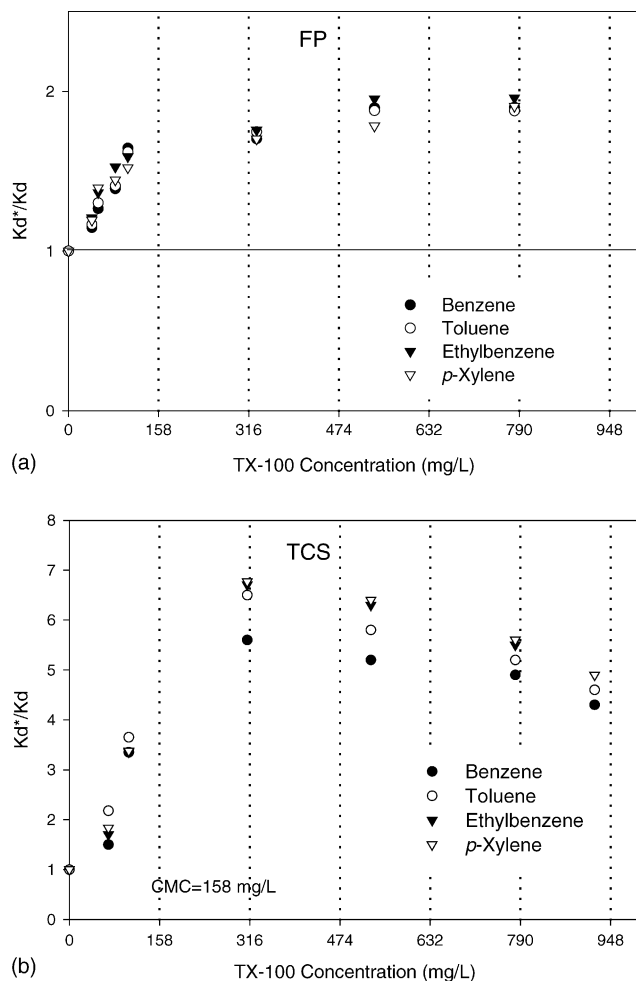 FP
2
1
0
Kd*/Kd
Benzene
Toluene
Ethylbenzene
p-Xylene
0 158 316 474 632 790 948
(a)
TX-100 Concentration (mg/L)
TCS
8
7
6
5
4
3
2
1
0
Kd*/Kd
Benzene
Toluene
Ethylbenzene
p-Xylene
CMC=158 mg/L
0 158 316 474 632 790 948
(b)
TX-100 Concentration (mg/L)